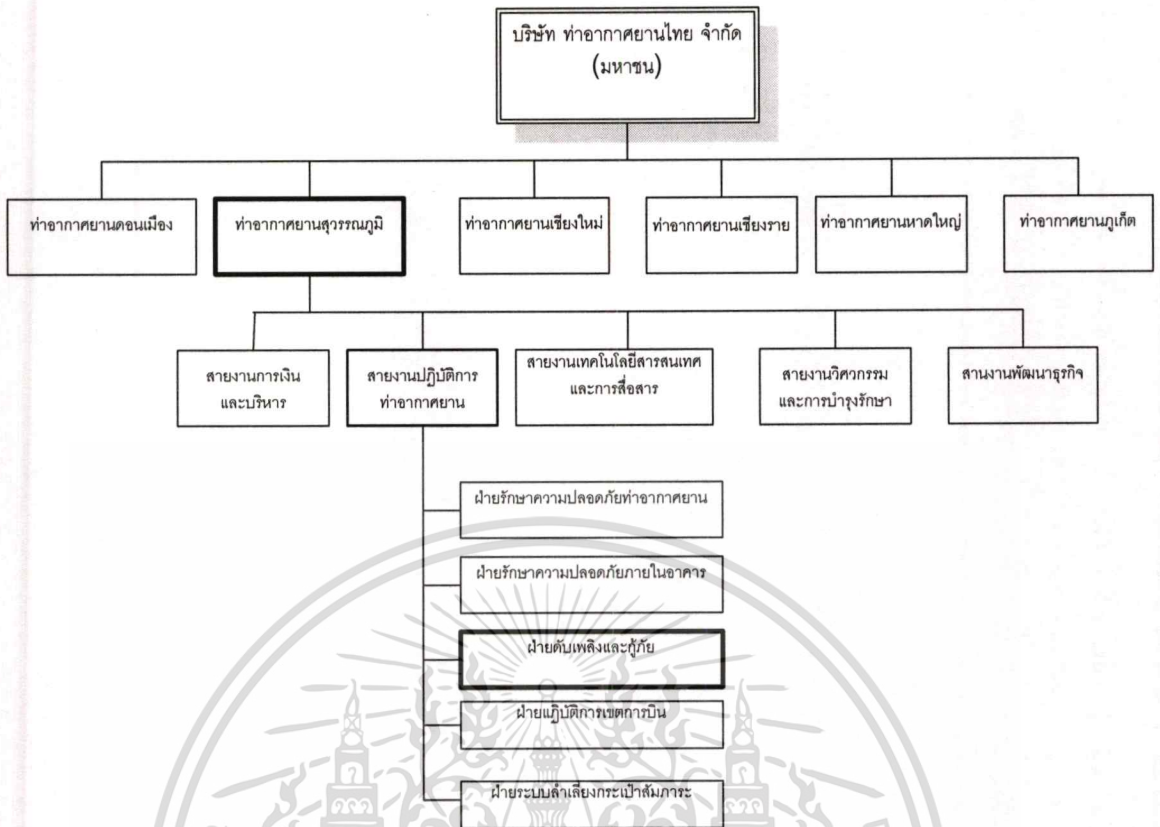 บริษัท ท่าอากาศยานไทย จำกัด
(มหาชน)
ท่าอากาศยานดอนเมือง
ท่าอากาศยานสุวรรณภูมิ
ท่าอากาศยานเชียงใหม่
ท่าอากาศยานเชียงราย
ท่าอากาศยานหาดใหญ่
ท่าอากาศยานภูเก็ต
สายงานการเงิน
และบริหาร
สายงานปฏิบัติการ
ท่าอากาศยาน
สายงานเทคโนโลยีสารสนเทศ
และการสื่อสาร
สายงานวิศวกรรม
และการบำรุงรักษา
สานงานพัฒนาธุรกิจ
ฝ่ายรักษาความปลอดภัยท่าอากาศยาน
ฝ่ายรักษาความปลอดภัยภายในอาคาร
ฝ่ายดับเพลิงและกู้ภัย
ฝ่ายแฏิบัติการเขตการบิน
ฝ่ายระบบลำเลียงกระเป๋าสัมภาระ